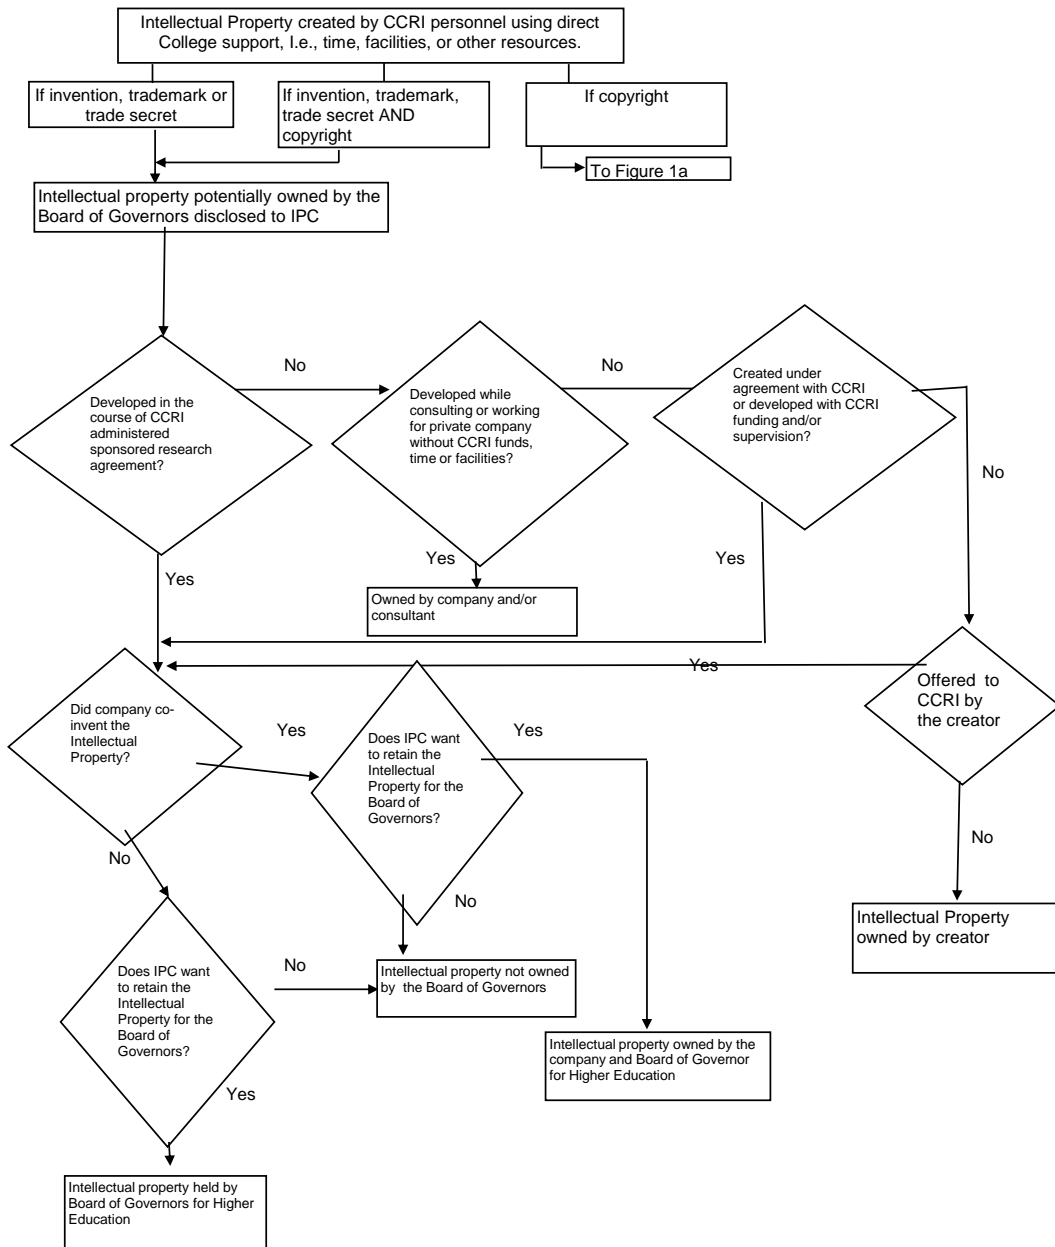 Intellectual Property created by CCRI personnel using direct
College support, I.e., time, facilities, or other resources.
If invention, trademark or
trade secret
If invention, trademark,
trade secret AND
copyright
If copyright
To Figure 1a
Intellectual property potentially owned by the
Board of Governors disclosed to IPC
No
No
Developed in the
course of CCRI
administered
sponsored research
agreement?
Developed while
consulting or working
for private company
without CCRI funds,
time or facilities?
Created under
agreement with CCRI
or developed with CCRI
funding and/or
supervision?
No
Yes
Yes
Yes
Owned by company and/or
consultant
Yes
Offered to
CCRI by
the creator
Did company co-
invent the
Intellectual
Property?
Yes
Does IPC want
to retain the
Intellectual
Property for the
Board of
Governors?
Yes
No
No
No
Intellectual Property
owned by creator
Does IPC want
to retain the
Intellectual
Property for the
Board of
Governors?
No
Intellectual property not owned
by the Board of Governors
Intellectual property owned by the
company and Board of Governor
for Higher Education
Yes
Intellectual property held by
Board of Governors for Higher
Education